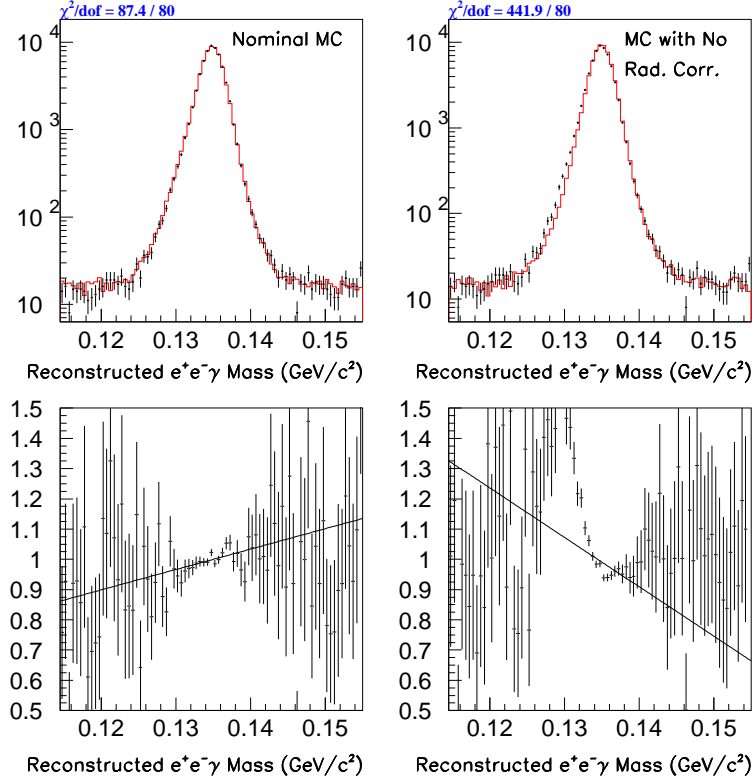 χ²/dof = 87.4 / 80
χ²/dof = 441.9 / 80
Nominal MC
MC with No
Rad. Corr.
10⁴
10³
10²
10
0.12 0.13 0.14 0.15
Reconstructed e⁺e⁻γ Mass (GeV/c²)
10⁴
10³
10²
10
0.12 0.13 0.14 0.15
Reconstructed e⁺e⁻γ Mass (GeV/c²)
1.5
1.4
1.3
1.2
1.1
1
0.9
0.8
0.7
0.6
0.5
0.12 0.13 0.14 0.15
Reconstructed e⁺e⁻γ Mass (GeV/c²)
1.5
1.4
1.3
1.2
1.1
1
0.9
0.8
0.7
0.6
0.5
0.12 0.13 0.14 0.15
Reconstructed e⁺e⁻γ Mass (GeV/c²)